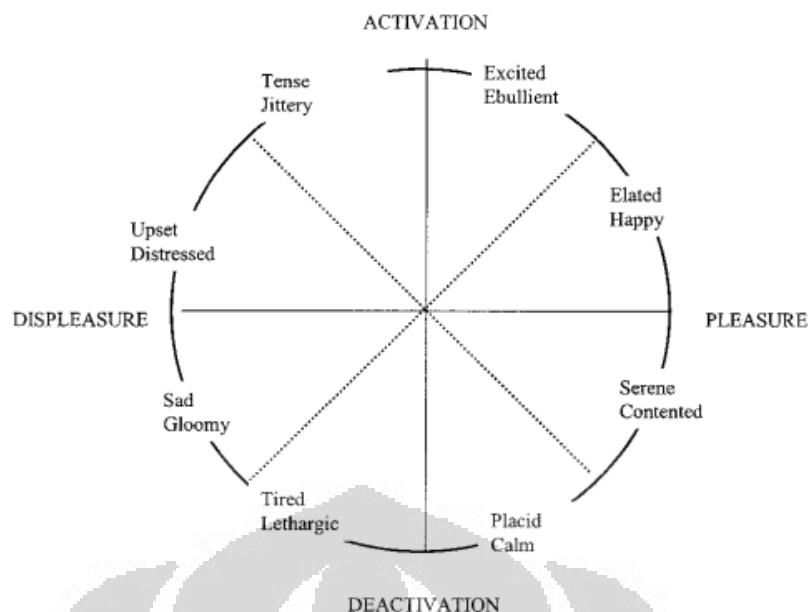 ACTIVATION
Tense
Jittery
Excited
Ebullient
Upset
Distressed
Elated
Happy
DISPLEASURE
PLEASURE
Sad
Gloomy
Serene
Contented
Tired
Lethargic
Placid
Calm
DEACTIVATION